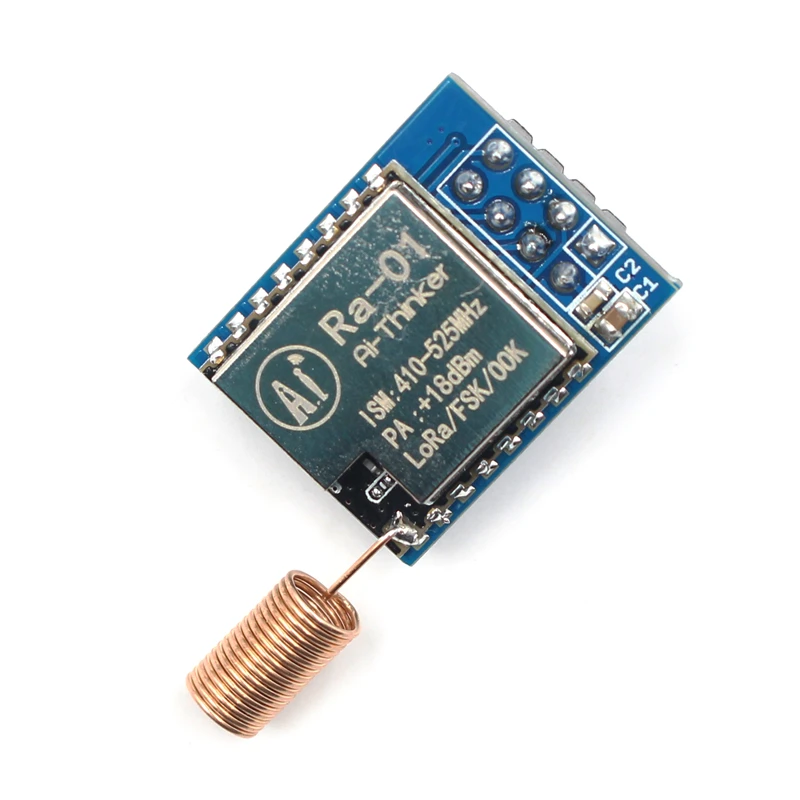 Ai
Ra-01
Ai-Thinker
ISM:410-525MHz
PA:+18dBm
LoRa/FSK/OOK
C2
C1